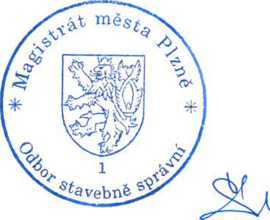 * Magistrát města Plzně *
1
Odbor stavebně správní